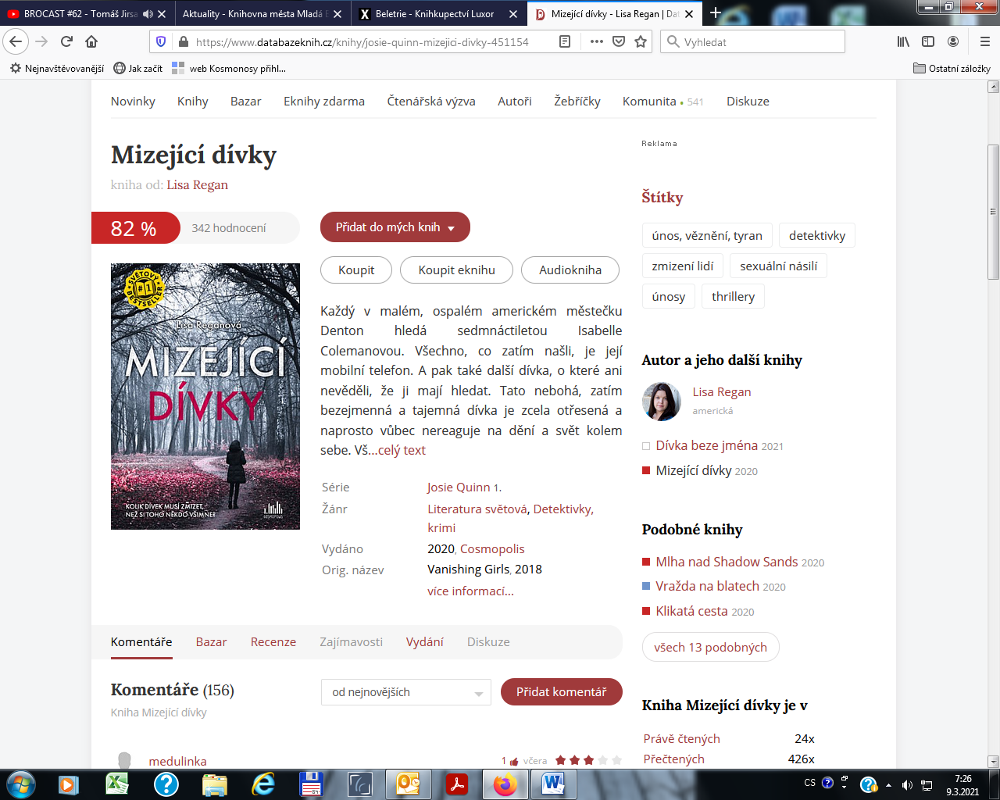 BROCAST #62 - Tomáš Jirsa
Aktuality - Knihovna města Mladá B
Beletrie - Knihkupectví Luxor
Mizející dívky - Lisa Regan | Dat
https://www.databazeknih.cz/knihy/josie-quinn-mizejici-divky-451154
Vyhledat
Nejnavštěvovanější
Jak začít
web Kosmonosy přihl...
Ostatní záložky
Novinky Knihy Bazar Eknihy zdarma Čtenářská výzva Autoři Žebříčky Komunita • 541 Diskuze
Mizející dívky
kniha od: Lisa Regan
82 %
342 hodnocení
Přidat do mých knih
Koupit
Koupit eknihu
Audiokniha
SVĚTOVÝ
#1
BESTSELLER
Lisa Reganová
MIZEJÍCÍ
DÍVKY
KOLIK DÍVEK MUSÍ ZMIZET,
NEŽ SI TOHO NĚKDO VŠIMNE?
COSMOPOLIS
Každý v malém, ospalém americkém městečku
Denton hledá sedmnáctiletou Isabelle
Colemanovou. Všechno, co zatím našli, je její
mobilní telefon. A pak také další dívka, o které ani
nevěděli, že ji mají hledat. Tato nebohá, zatím
bezejmenná a tajemná dívka je zcela otřesená a
naprosto vůbec nereaguje na dění a svět kolem
sebe. Vš...celý text
Série Josie Quinn 1.
Žánr Literatura světová, Detektivky,
krimi
Vydáno 2020, Cosmopolis
Orig. název Vanishing Girls, 2018
více informací...
Komentáře Bazar Recenze Zajímavosti Vydání Diskuze
Komentáře (156)
Kniha Mizející dívky
od nejnovějších
Přidat komentář
medulinka
1 včera
Reklama
Štítky
únos, věznění, tyran
detektivky
zmizení lidí
sexuální násilí
únosy
thrillery
Autor a jeho další knihy
Lisa Regan
americká
Dívka beze jména 2021
Mizející dívky 2020
Podobné knihy
Mlha nad Shadow Sands 2020
Vražda na blatech 2020
Klikatá cesta 2020
všech 13 podobných
Kniha Mizející dívky je v
Právě čtených 24x
Přečtených 426x
CS
7:26
9.3.2021